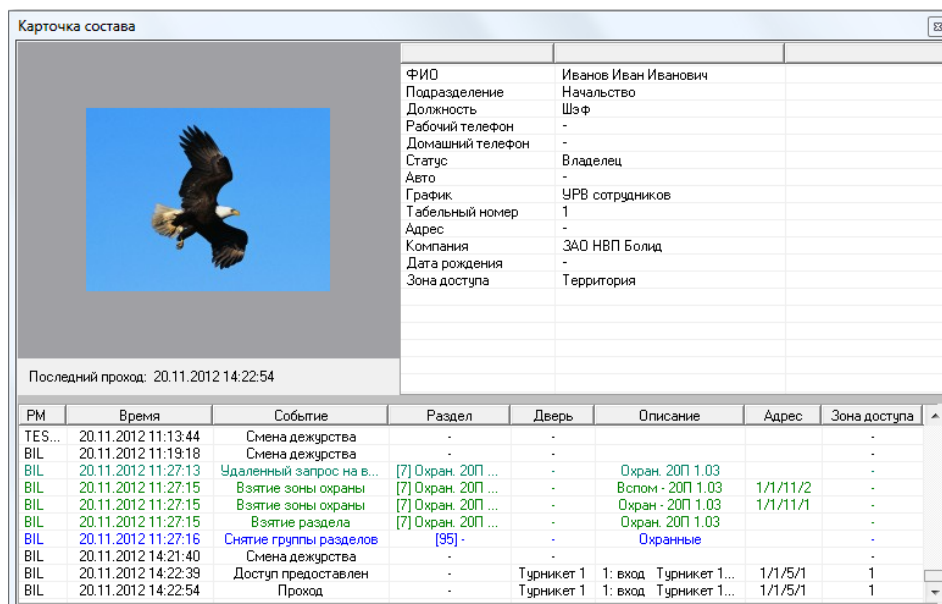 Карточка состава
ФИО Иванов Иван Иванович
Подразделение Начальство
Должность Шэф
Рабочий телефон -
Домашний телефон -
Статус Владелец
Авто -
График УРВ сотрудников
Табельный номер 1
Адрес -
Компания ЗАО НВП Болид
Дата рождения -
Зона доступа Территория
Последний проход: 20.11.2012 14:22:54
РМ Время Событие Раздел Дверь Описание Адрес Зона доступа
TES... 20.11.2012 11:13:44 Смена дежурства - - -
BIL 20.11.2012 11:19:18 Смена дежурства - - -
BIL 20.11.2012 11:27:13 Удаленный запрос на в... [7] Охран. 20П ... - Охран. 20П 1.03 -
BIL 20.11.2012 11:27:15 Взятие зоны охраны [7] Охран. 20П ... - Вспом - 20П 1.03 1/1/11/2 -
BIL 20.11.2012 11:27:15 Взятие зоны охраны [7] Охран. 20П ... - Охран - 20П 1.03 1/1/11/1 -
BIL 20.11.2012 11:27:15 Взятие раздела [7] Охран. 20П ... - Охран. 20П 1.03 -
BIL 20.11.2012 11:27:16 Снятие группы разделов [95] - - Охранные -
BIL 20.11.2012 14:21:40 Смена дежурства - - -
BIL 20.11.2012 14:22:39 Доступ предоставлен - Турникет 1 1: вход Турникет 1... 1/1/5/1 1
BIL 20.11.2012 14:22:54 Проход - Турникет 1 1: вход Турникет 1... 1/1/5/1 1